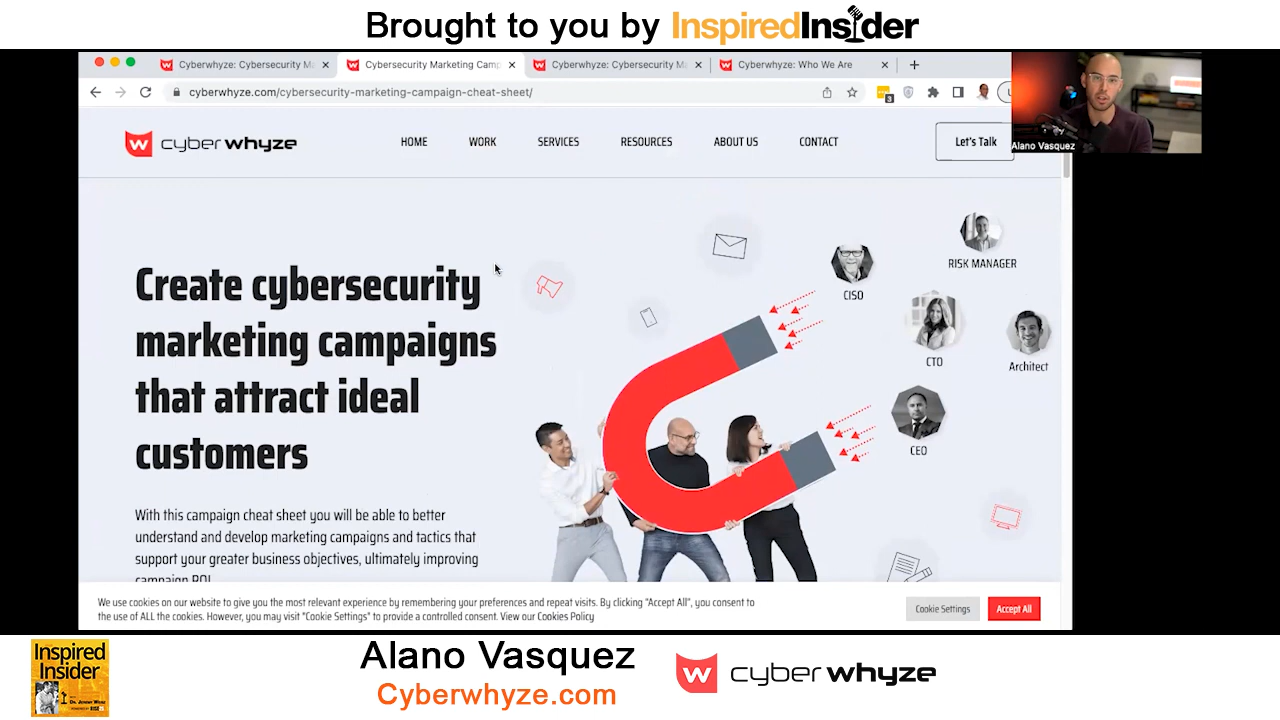 Brought to you by InspiredInsider
Cyberwhyze: Cybersecurity M
Cybersecurity Marketing Camp
Cyberwhyze: Cybersecurity M
Cyberwhyze: Who We Are
cyberwhyze.com/cybersecurity-marketing-campaign-cheat-sheet/
3
cyber whyze
HOME
WORK
SERVICES
RESOURCES
ABOUT US
CONTACT
Let's Talk
Alano Vasquez
Create cybersecurity
marketing campaigns
that attract ideal
customers
RISK MANAGER
CISO
CTO
Architect
CEO
With this campaign cheat sheet you will be able to better
understand and develop marketing campaigns and tactics that
support your greater business objectives, ultimately improving
campaign ROI.
We use cookies on our website to give you the most relevant experience by remembering your preferences and repeat visits. By clicking "Accept All", you consent to
the use of ALL the cookies. However, you may visit "Cookie Settings" to provide a controlled consent. View our Cookies Policy
Cookie Settings
Accept All
Inspired
Insider
Alano Vasquez
Cyberwhyze.com
cyber whyze